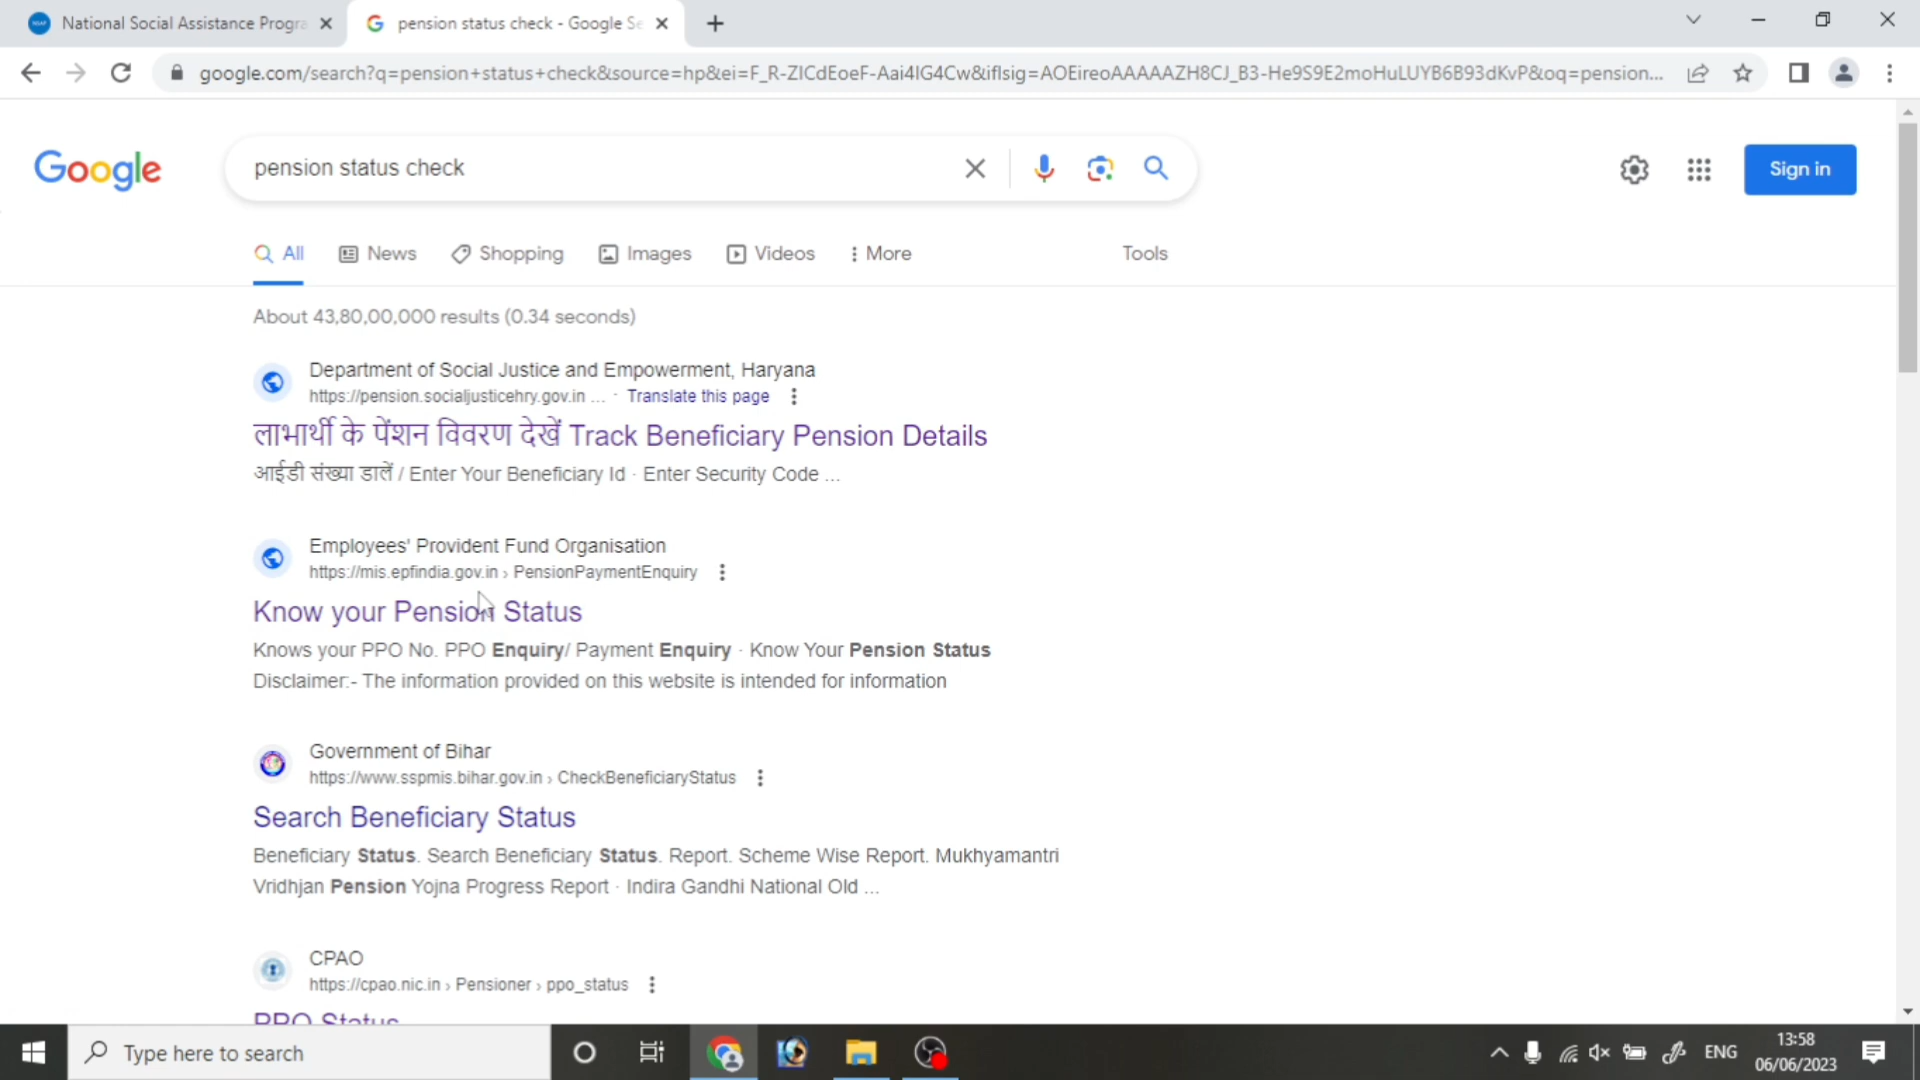 National Social Assistance Progra
pension status check - Google Se
google.com/search?q=pension+status+check&source=hp&ei=F_R-ZICdEoeF-Aai4IG4Cw&iflsig=AOEireoAAAAAZH8CJ_B3-He9S9E2moHuLUYB6B93dKvP&oq=pension...
Google
pension status check
Sign in
All
News
Shopping
Images
Videos
More
Tools
About 43,80,00,000 results (0.34 seconds)
Department of Social Justice and Empowerment, Haryana
https://pension.socialjusticehry.gov.in ... · Translate this page
लाभार्थी के पेंशन विवरण देखें Track Beneficiary Pension Details
आईडी संख्या डालें / Enter Your Beneficiary Id · Enter Security Code ...
Employees' Provident Fund Organisation
https://mis.epfindia.gov.in › PensionPaymentEnquiry
Know your Pension Status
Knows your PPO No. PPO Enquiry/ Payment Enquiry · Know Your Pension Status
Disclaimer:- The information provided on this website is intended for information
Government of Bihar
https://www.sspmis.bihar.gov.in › CheckBeneficiaryStatus
Search Beneficiary Status
Beneficiary Status. Search Beneficiary Status. Report. Scheme Wise Report. Mukhyamantri
Vridhjan Pension Yojna Progress Report · Indira Gandhi National Old ...
CPAO
https://cpao.nic.in › Pensioner › ppo_status
PPO Status
Type here to search
ENG
13:58
06/06/2023